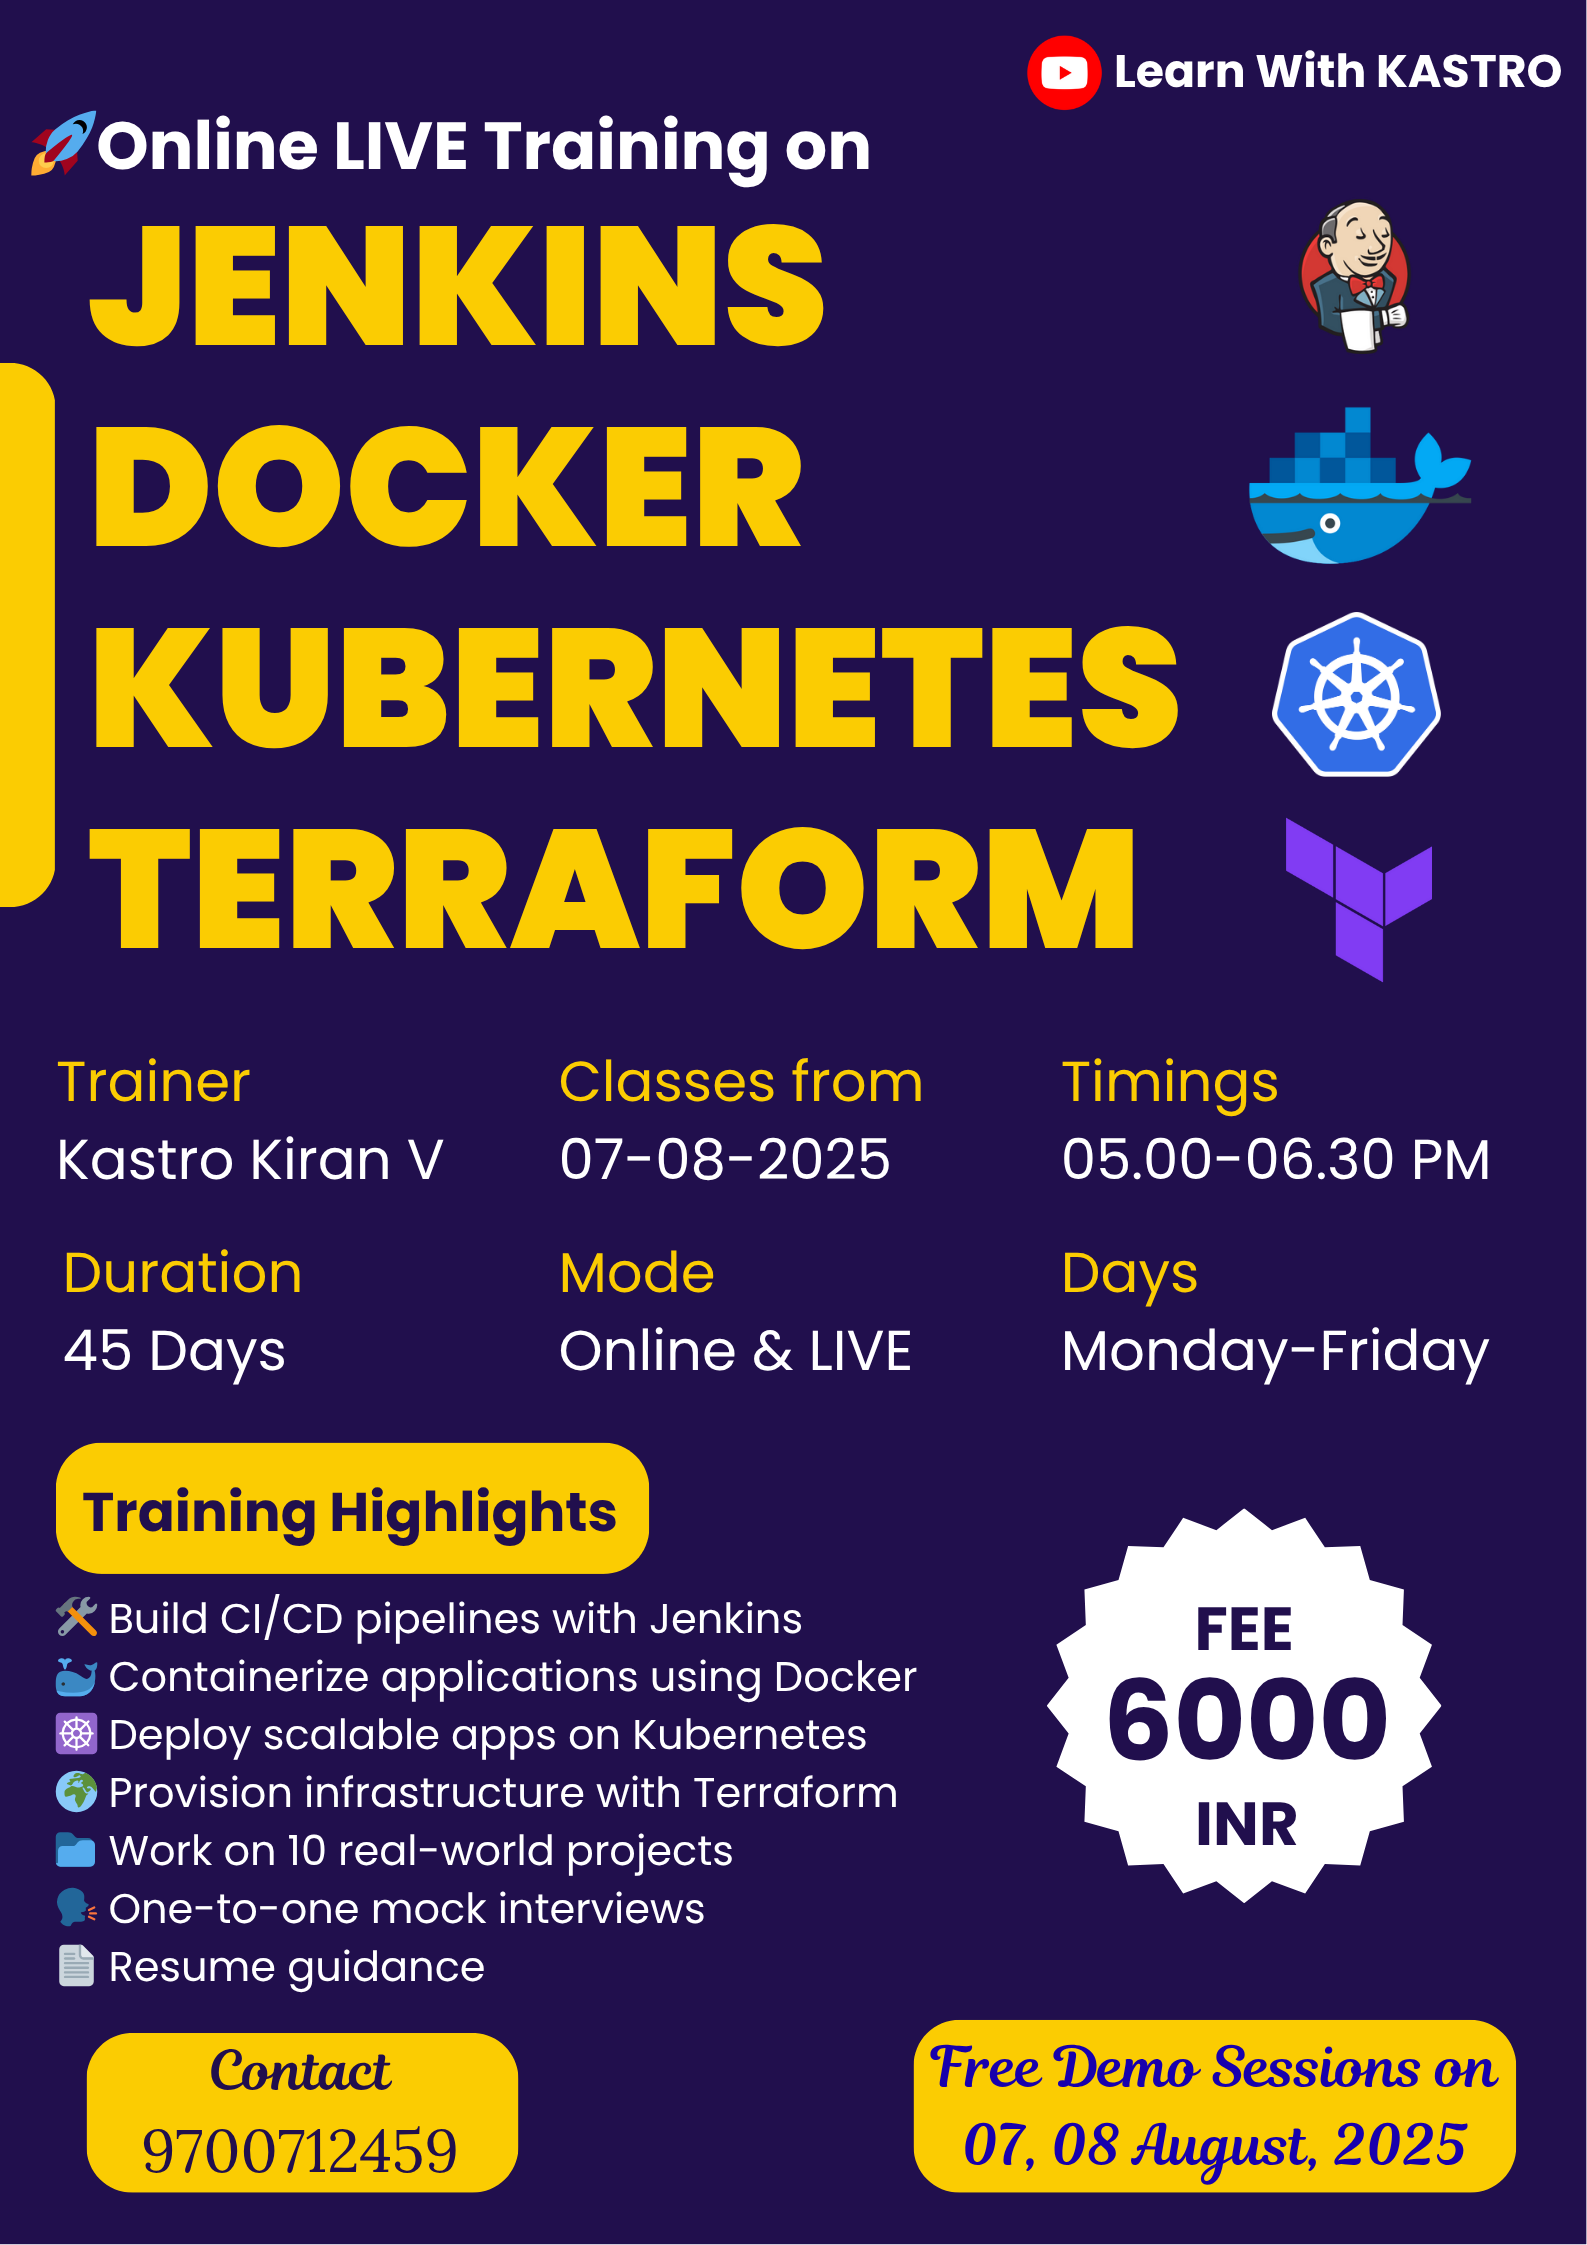 Learn With KASTRO
Online LIVE Training on
JENKINS
DOCKER
KUBERNETES
TERRAFORM
Trainer
Kastro Kiran V
Classes from
07-08-2025
Timings
05.00-06.30 PM
Duration
45 Days
Mode
Online & LIVE
Days
Monday-Friday
Training Highlights
Build CI/CD pipelines with Jenkins
Containerize applications using Docker
Deploy scalable apps on Kubernetes
Provision infrastructure with Terraform
Work on 10 real-world projects
One-to-one mock interviews
Resume guidance
FEE
6000
INR
Contact
9700712459
Free Demo Sessions on
07, 08 August, 2025